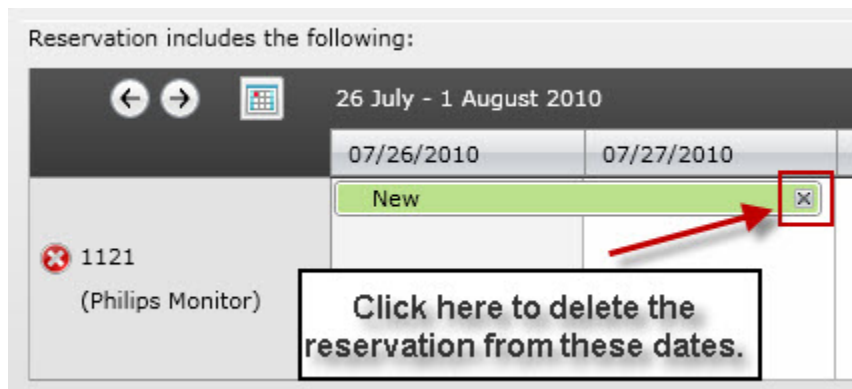 Reservation includes the following:
26 July - 1 August 2010
07/26/2010 07/27/2010
New
1121
(Philips Monitor)
Click here to delete the
reservation from these dates.